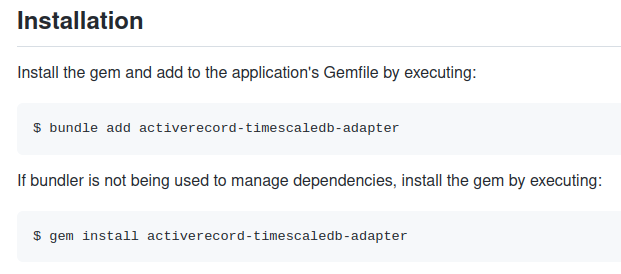 Installation
Install the gem and add to the application's Gemfile by executing:
$ bundle add activerecord-timescaledb-adapter
If bundler is not being used to manage dependencies, install the gem by executing:
$ gem install activerecord-timescaledb-adapter